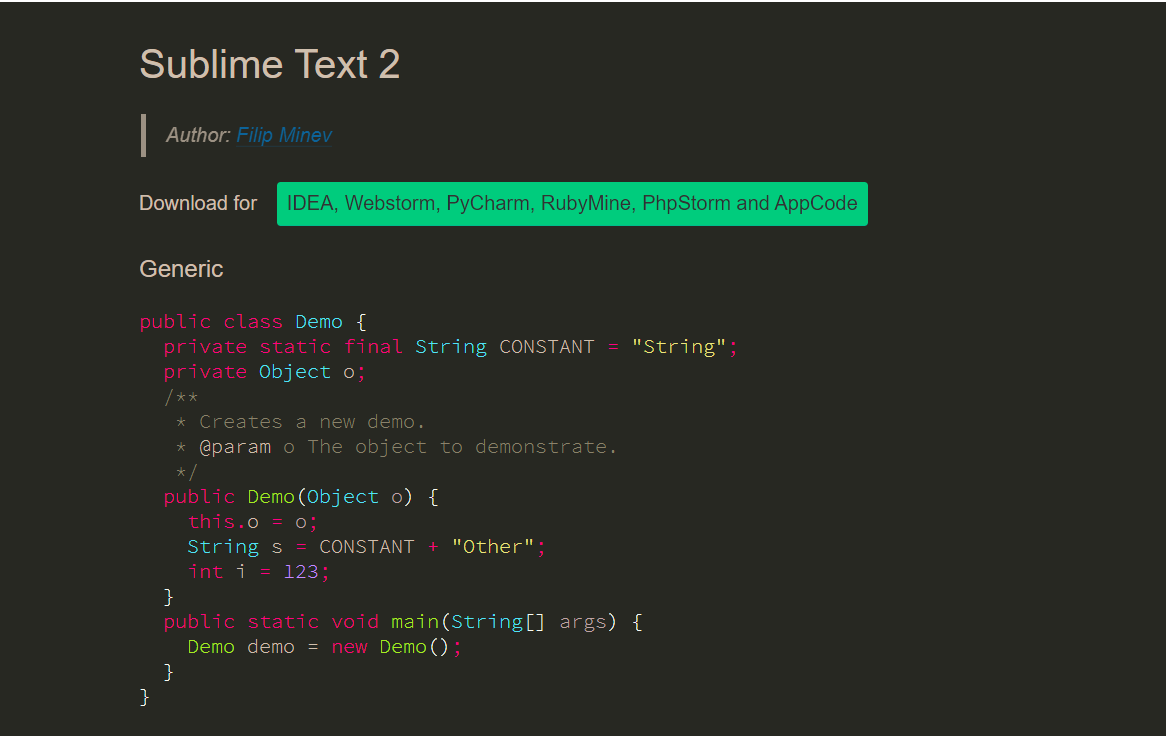 Sublime Text 2
Author: Filip Minev
Download for IDEA, Webstorm, PyCharm, RubyMine, PhpStorm and AppCode
Generic
public class Demo {
  private static final String CONSTANT = "String";
  private Object o;
  /**
   * Creates a new demo.
   * @param o The object to demonstrate.
   */
  public Demo(Object o) {
    this.o = o;
    String s = CONSTANT + "Other";
    int i = 123;
  }
  public static void main(String[] args) {
    Demo demo = new Demo();
  }
}